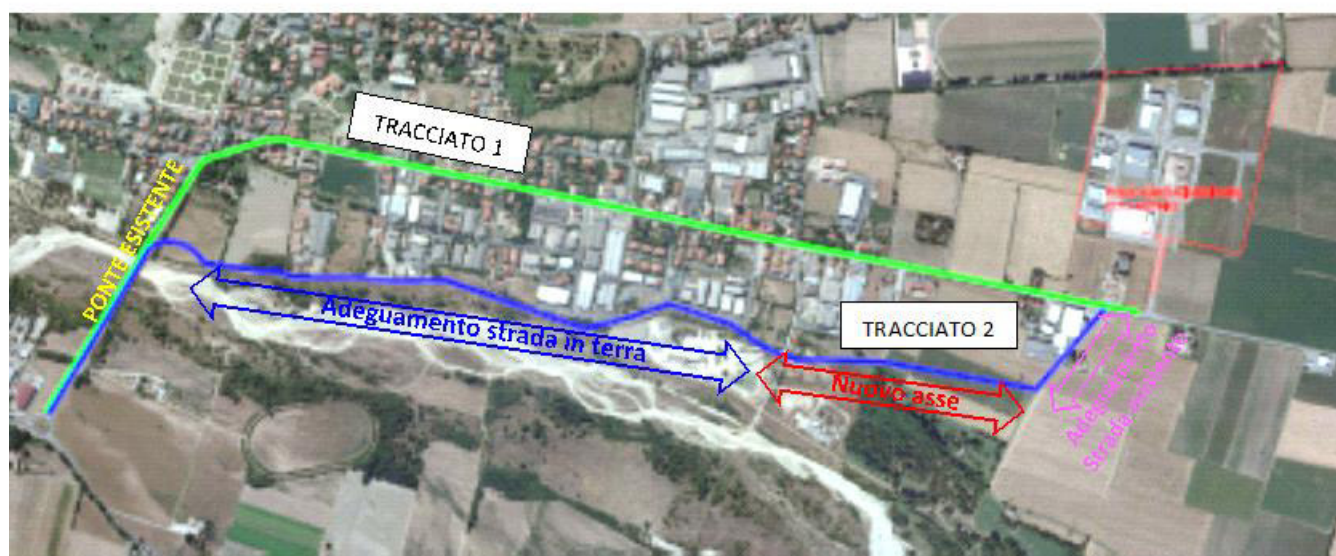 TRACCIATO 1
PONTE ESISTENTE
Adeguamento strada in terra
TRACCIATO 2
Nuovo asse
Adeguamento
Strada esistente